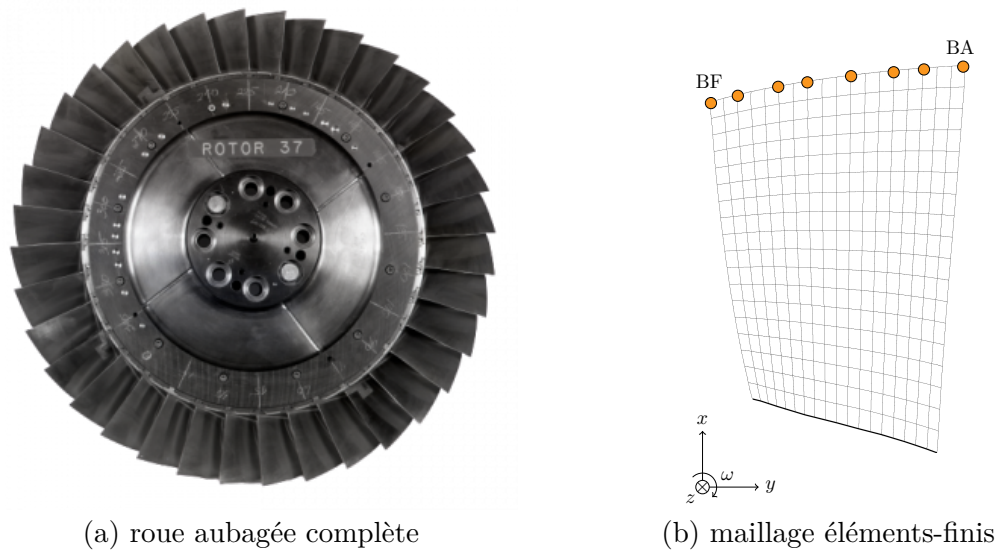 ROTOR 37
BF
BA
x
ω
z
y
(a) roue aubagée complète
(b) maillage éléments-finis